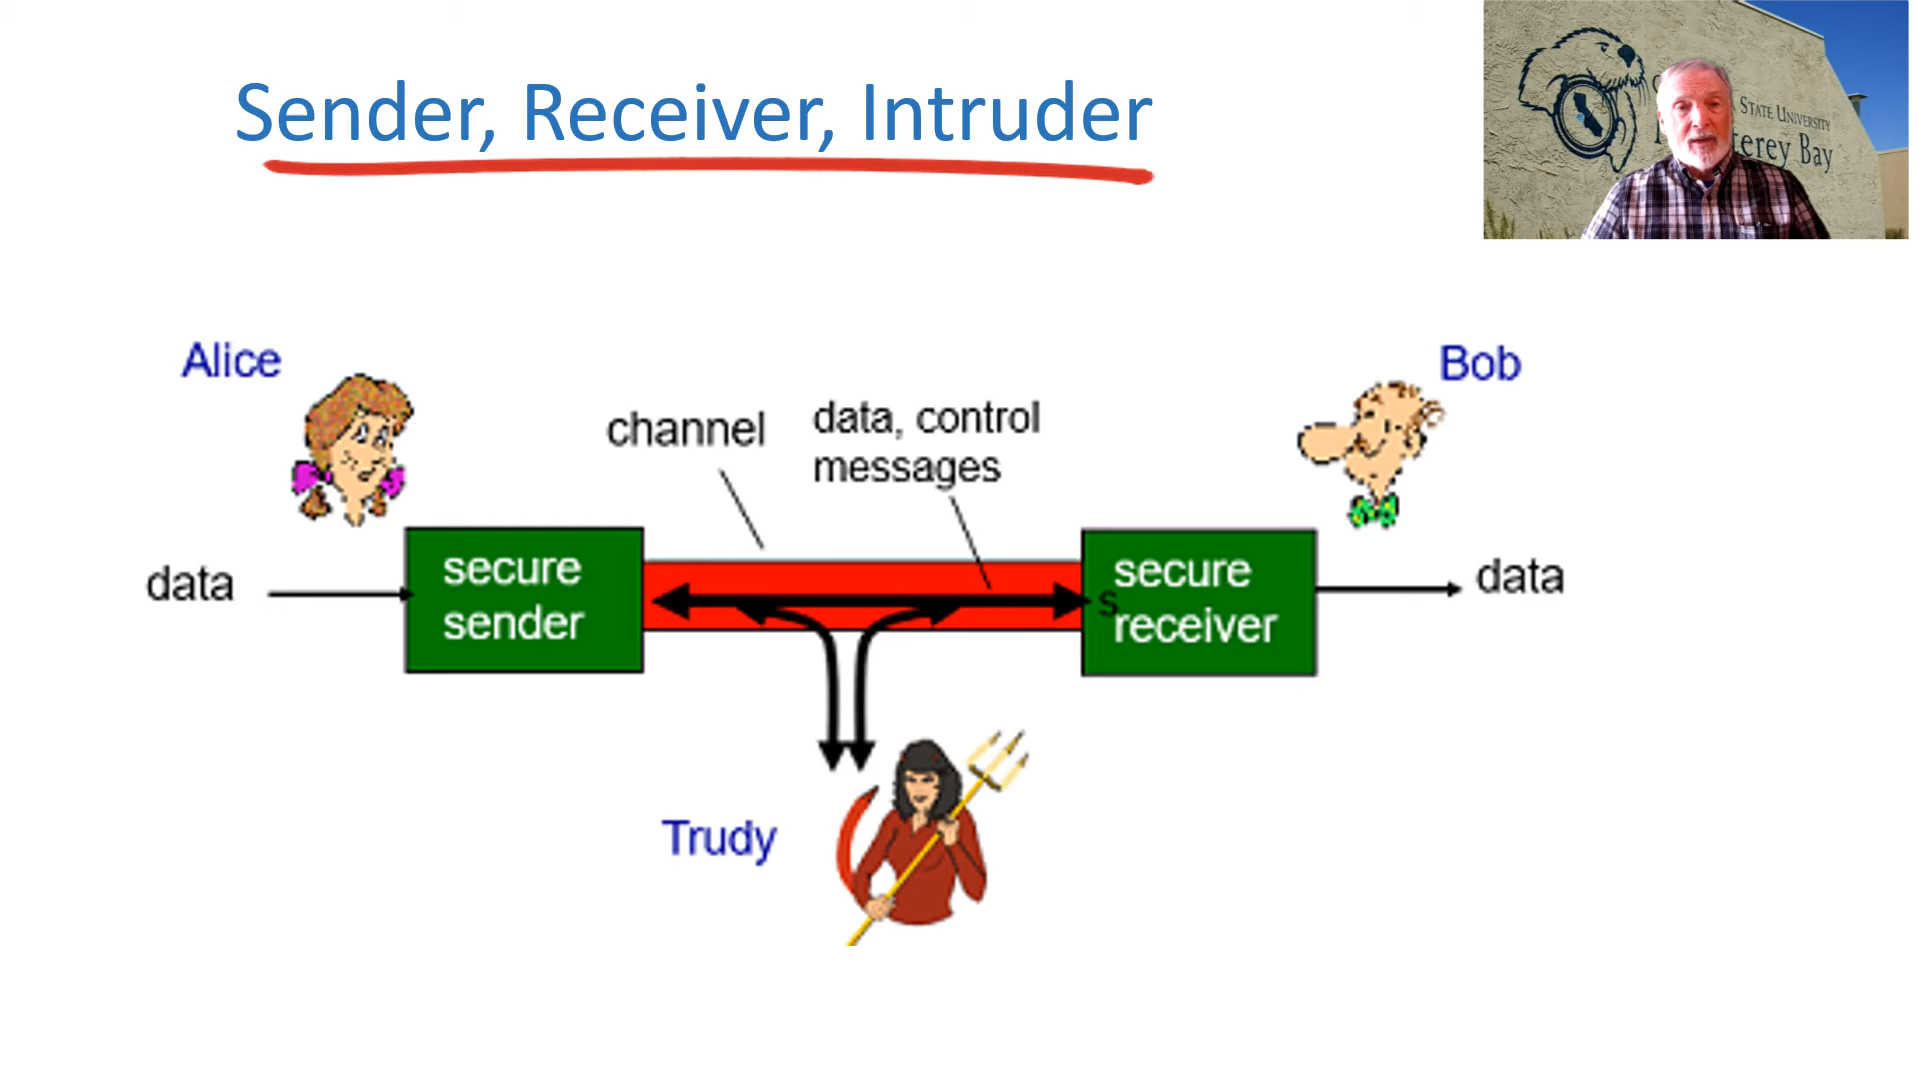 Sender, Receiver, Intruder
STATE UNIVERSITY
terey Bay
Alice
Bob
channel
data, control
messages
data
secure
sender
s
secure
receiver
data
Trudy